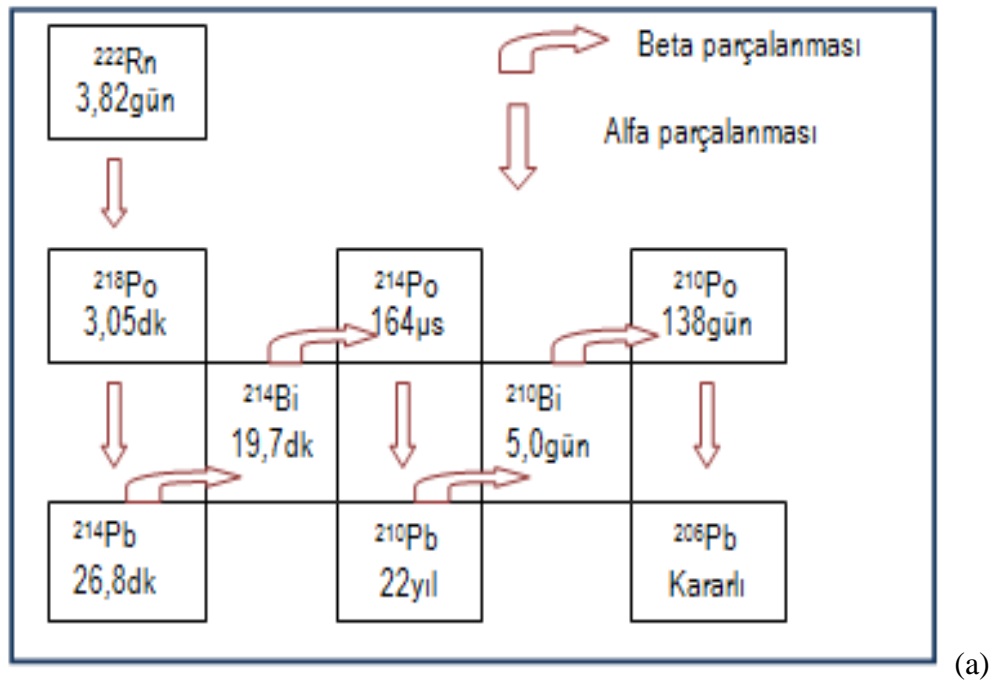 ²²²Rn
3,82gün
Beta parçalanması
Alfa parçalanması
²¹⁸Po
3,05dk
²¹⁴Po
164µs
²¹⁰Po
138gün
²¹⁴Bi
19,7dk
²¹⁰Bi
5,0gün
²¹⁴Pb
26,8dk
²¹⁰Pb
22yıl
²⁰⁶Pb
Kararlı
(a)